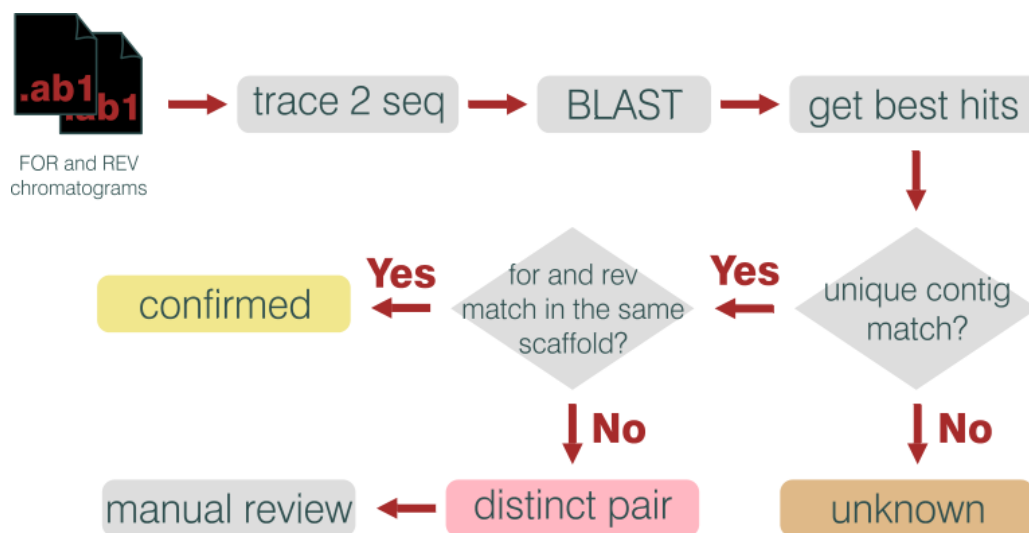 .ab1
.ab1
FOR and REV
chromatograms
trace 2 seq
BLAST
get best hits
unique contig
match?
Yes
for and rev
match in the same
scaffold?
Yes
confirmed
No
No
manual review
distinct pair
unknown